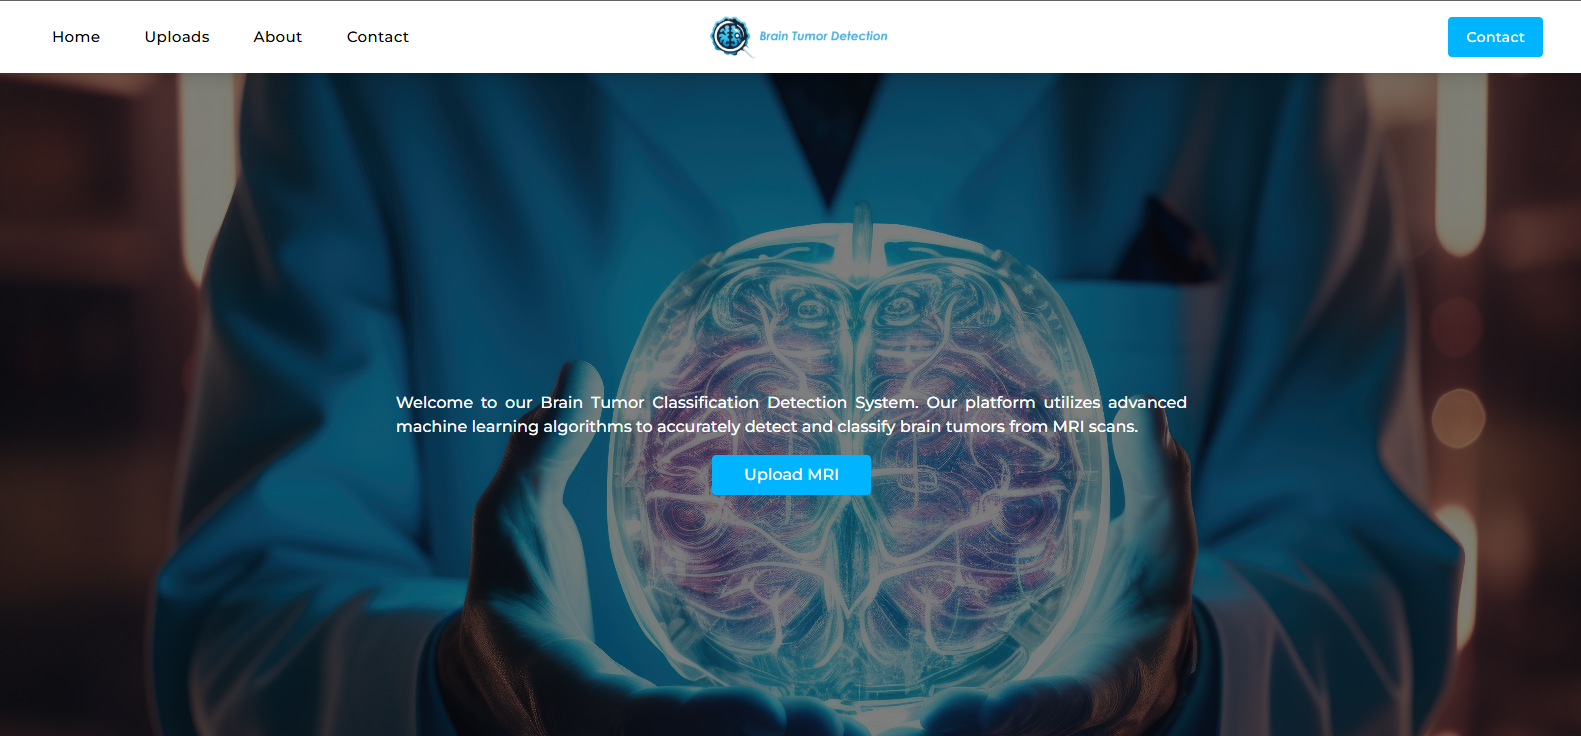 Home Uploads About Contact Brain Tumor Detection Contact
Welcome to our Brain Tumor Classification Detection System. Our platform utilizes advanced
machine learning algorithms to accurately detect and classify brain tumors from MRI scans.
Upload MRI